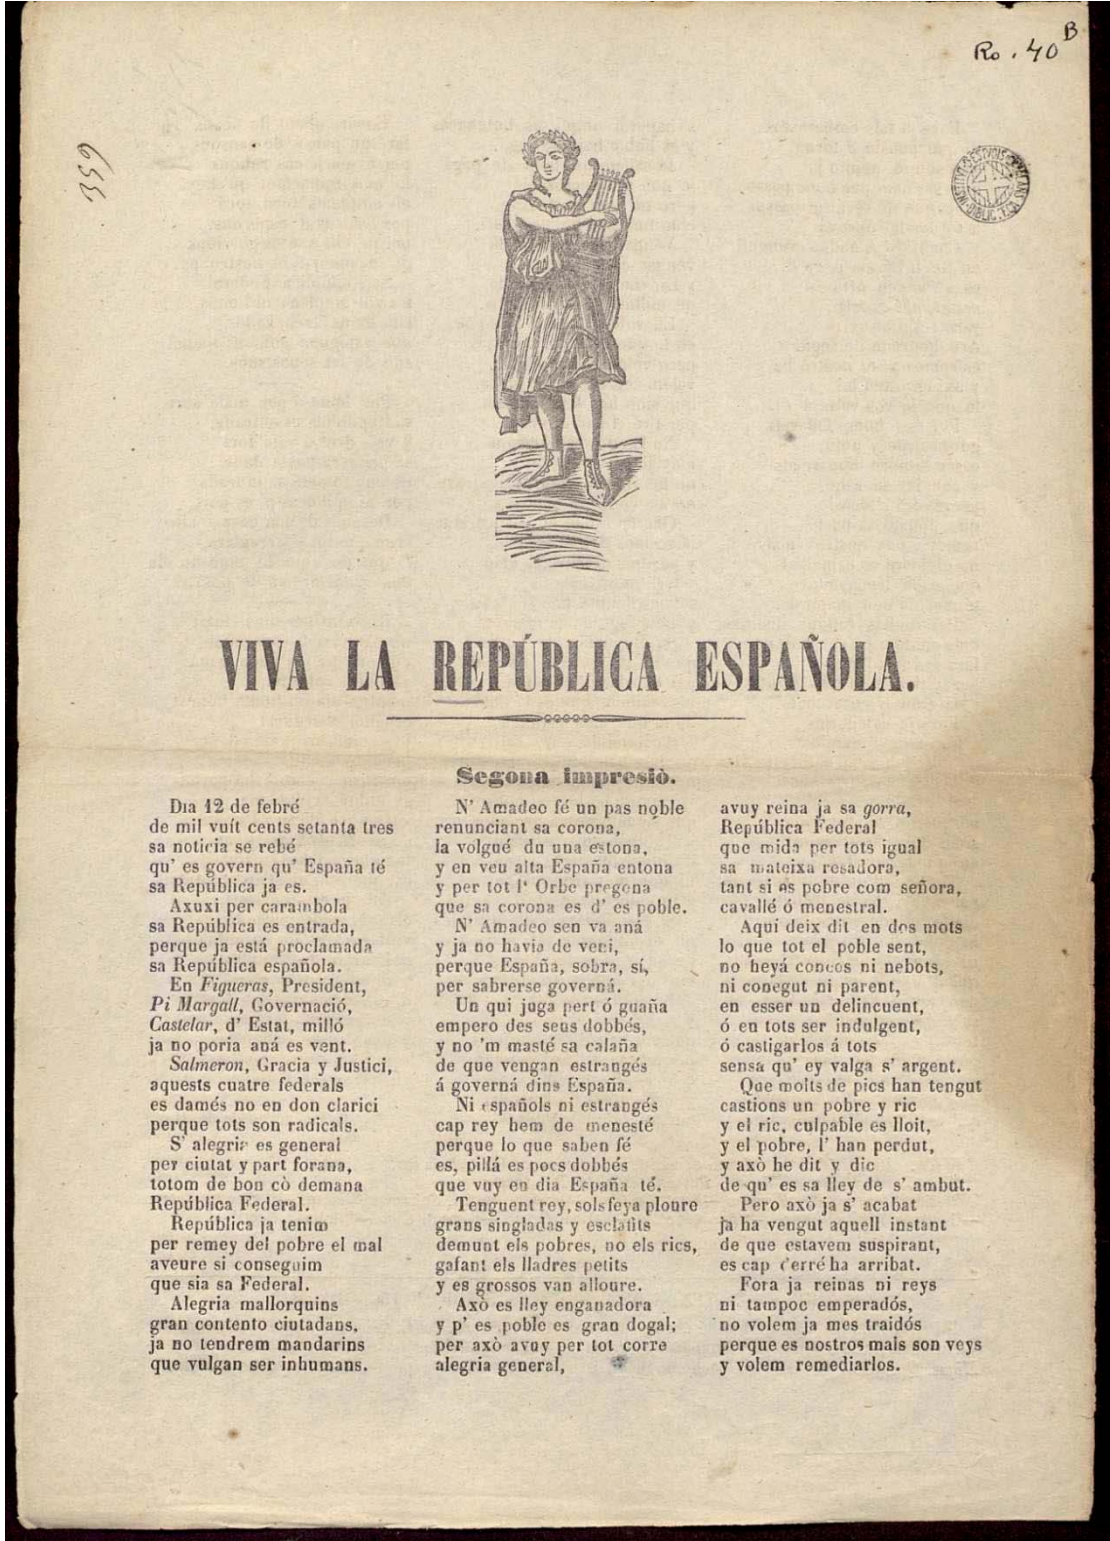 Ro. 40 B
359
VIVA LA REPÚBLICA ESPAÑOLA.
Segona impresiò.
Dia 12 de febré
de mil vuít cents setanta tres
sa noticia se rebé
qu' es govern qu' España té
sa República ja es.
Axuxi per carambola
sa República es entrada,
perque ja está proclamada
sa República española.
En Figueras, President,
Pi Margall, Governació,
Castelar, d' Estat, milló
ja no poria aná es vent.
Salmeron, Gracia y Justici,
aquests cuatre federals
es damés no en don clarici
perque tots son radicals.
S' alegria es general
per ciutat y part forana,
totom de bon cò demana
República Federal.
República ja tenim
per remey del pobre el mal
aveure si conseguim
que sia sa Federal.
Alegria mallorquins
gran contento ciutadans,
ja no tendrem mandarins
que vulgan ser inhumans.
N' Amadeo fé un pas noble
renunciant sa corona,
la volgué du una estona,
y en veu alta España entona
y per tot l' Orbe pregona
que sa corona es d' es poble.
N' Amadeo sen va aná
y ja no havia de veni,
perque España, sobra, sí,
per sabrerse governá.
Un qui juga pert ó guaña
empero des seus dobbés,
y no 'm masté sa calaña
de que vengan estrangés
á governá dins España.
Ni españols ni estrangés
cap rey hem de menesté
perque lo que saben fé
es, pillá es pocs dobbés
que vuy en dia España té.
Tenguent rey, sols feya ploure
grans singladas y esclatits
demunt els pobres, no els rics,
gafant els lladres petits
y es grossos van alloure.
Axò es lley enganadora
y p' es poble es gran dogal;
per axò avuy per tot corre
alegria general,
avuy reina ja sa gorra,
República Federal
que mida per tots igual
sa mateixa resadora,
tant si es pobre com señora,
cavallé ó menestral.
Aquí deix dit en dos mots
lo que tot el poble sent,
no heyá concos ni nebots,
ni conegut ni parent,
en esser un delincuent,
ó en tots ser indulgent,
ó castigarlos á tots
sensa qu' ey valga s' argent.
Que molts de pics han tengut
castions un pobre y ric
y el ric, culpable es lloit,
y el pobre, l' han perdut,
y axò he dit y dic
de qu' es sa lley de s' ambut.
Pero axò ja s' acabat
ja ha vengut aquell instant
de que estavem suspirant,
es cap ferré ha arribat.
Fora ja reinas ni reys
ni tampoc emperadós,
no volem ja mes traidós
perque es nostros mals son veys
y volem remediarlos.